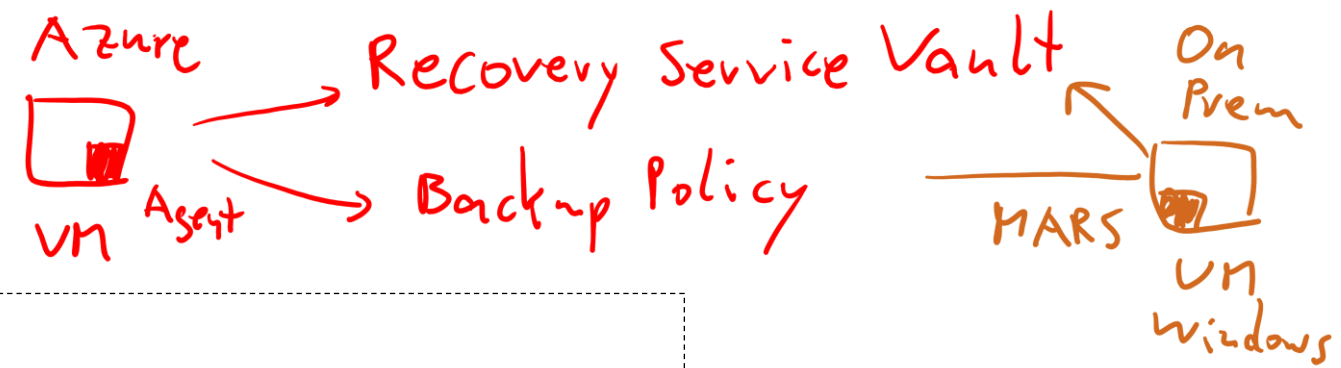 Azure
Recovery Service Vault
On
Prem
Agent
VM
Backup Policy
MARS
VM
Windows